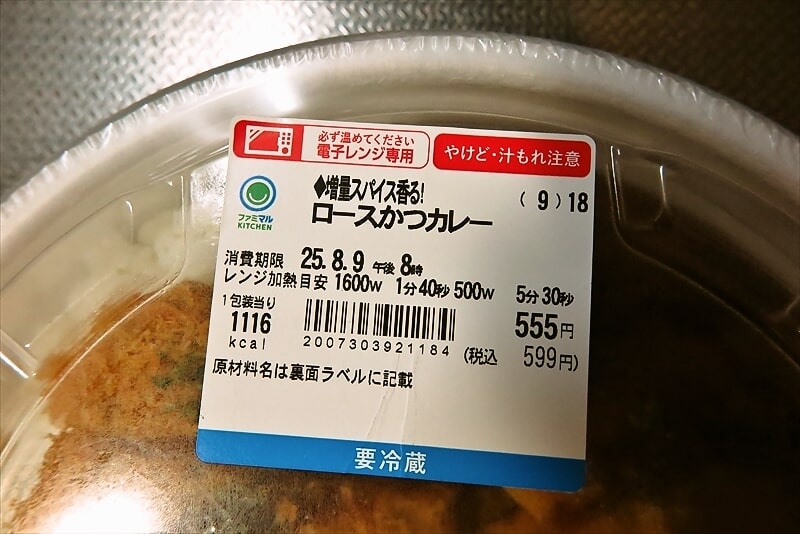 必ず温めてください
電子レンジ専用
やけど・汁もれ注意
ファミマル
KITCHEN
◆増量スパイス香る!
ロースかつカレー
(9)18
消費期限 25.8.9 午後 8時
レンジ加熱目安 1600w 1分40秒 500w 5分30秒
1包装当り
1116
kcal
2007303921184
555円
(税込 599円)
原材料名は裏面ラベルに記載
要冷蔵